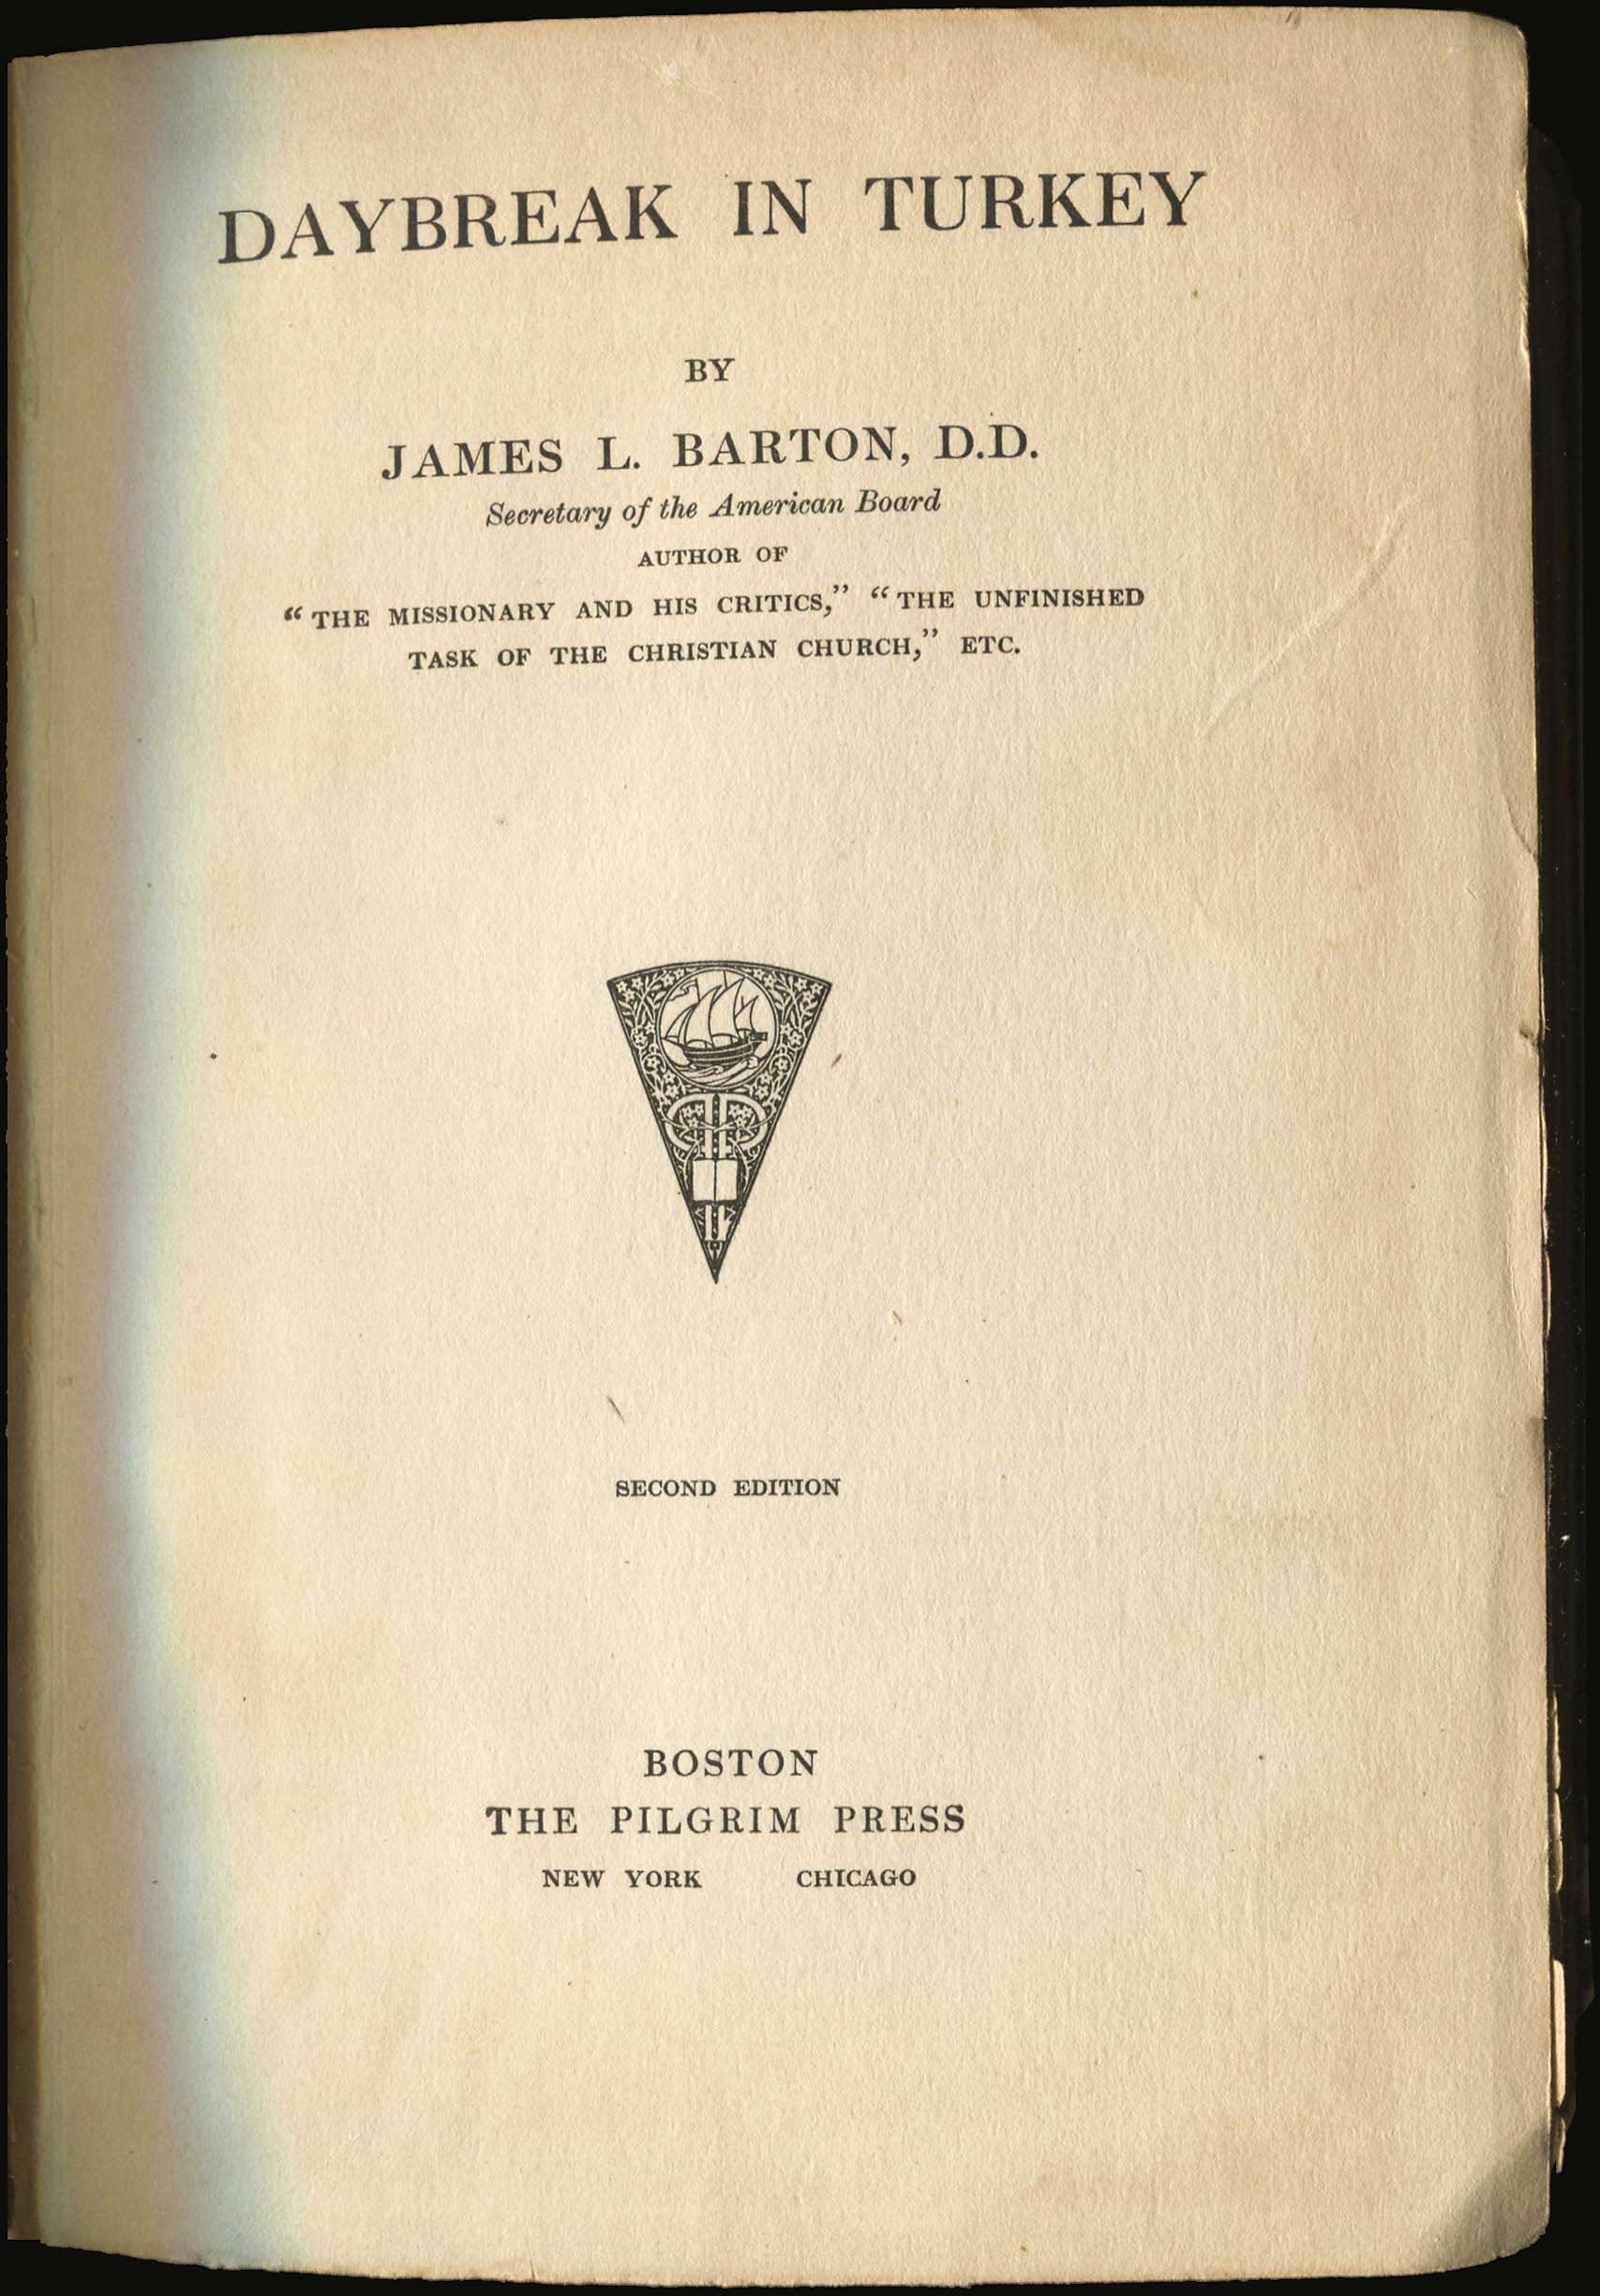 DAYBREAK IN TURKEY
BY
JAMES L. BARTON, D.D.
Secretary of the American Board
AUTHOR OF
“THE MISSIONARY AND HIS CRITICS,” “THE UNFINISHED
TASK OF THE CHRISTIAN CHURCH,” ETC.
SECOND EDITION
BOSTON
THE PILGRIM PRESS
NEW YORK CHICAGO